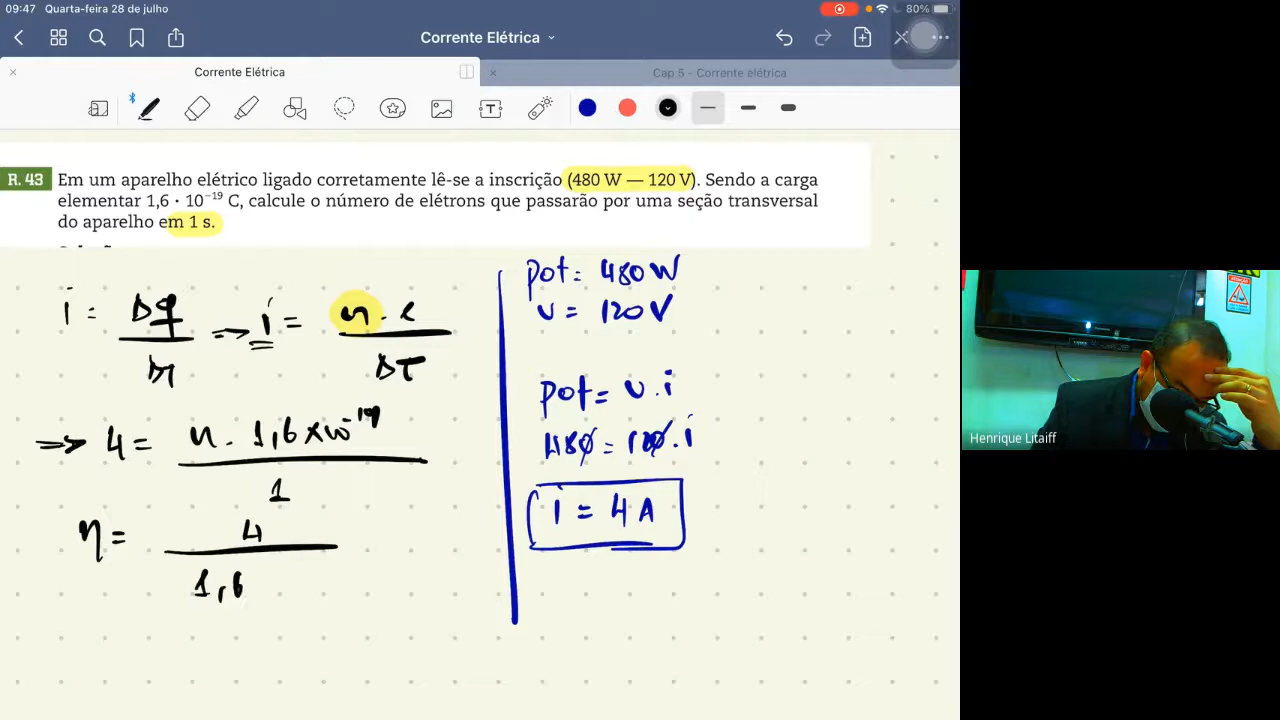 09:47 Quarta-feira 28 de julho
80%
Corrente Elétrica
Corrente Elétrica
Cap 5 - Corrente elétrica
R. 43 Em um aparelho elétrico ligado corretamente lê-se a inscrição (480 W — 120 V). Sendo a carga
elementar 1,6 · 10⁻¹⁹ C, calcule o número de elétrons que passarão por uma seção transversal
do aparelho em 1 s.
i = Δq / Δt => i = n . e / Δt
=> 4 = n . 1,6 x 10⁻¹⁹ / 1
n = 4 / 1,6
pot = 480 W
U = 120 V
pot = U . i
480 = 120 . i
i = 4 A
Henrique Litaiff